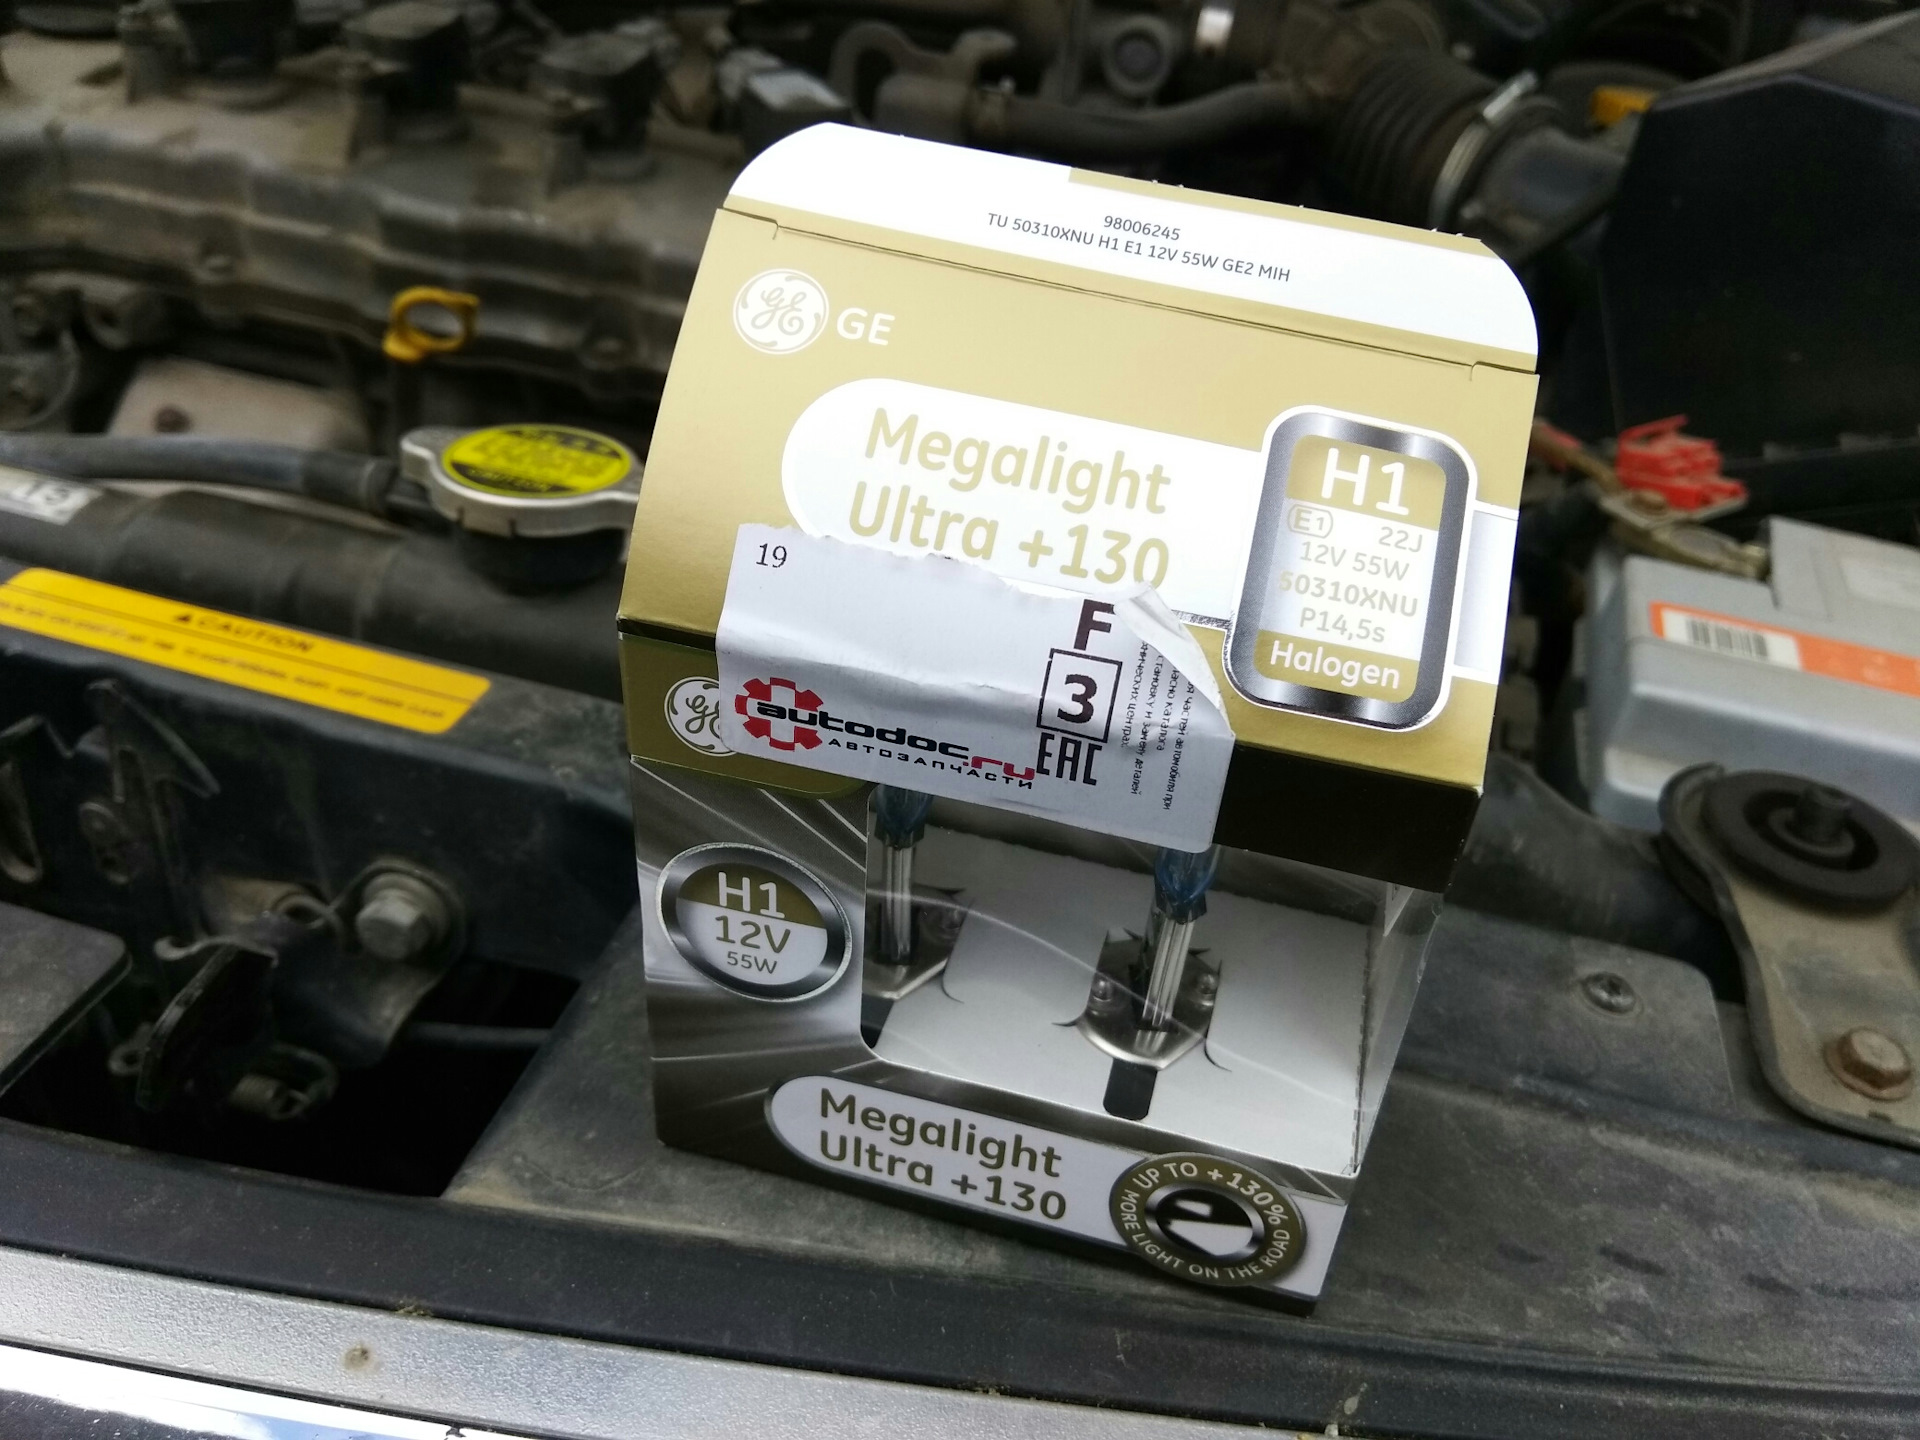 98006245
TU 50310XNU H1 E1 12V 55W GE2 MIH
GE GE
Megalight
Ultra +130
H1
E1 22J
12V 55W
50310XNU
P14,5s
Halogen
19
F
3
EAC
autodoc.ru
АВТОЗАПЧАСТИ
GE
H1
12V
55W
Megalight
Ultra +130
UP TO +130%
MORE LIGHT ON THE ROAD
CAUTION